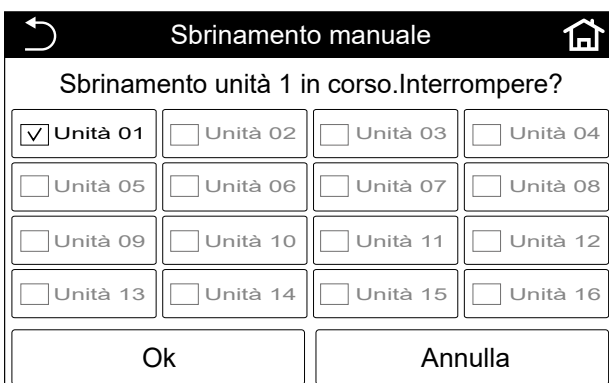 Sbrinamento manuale
Sbrinamento unità 1 in corso.Interrompere?
Unità 01 Unità 02 Unità 03 Unità 04
Unità 05 Unità 06 Unità 07 Unità 08
Unità 09 Unità 10 Unità 11 Unità 12
Unità 13 Unità 14 Unità 15 Unità 16
Ok Annulla